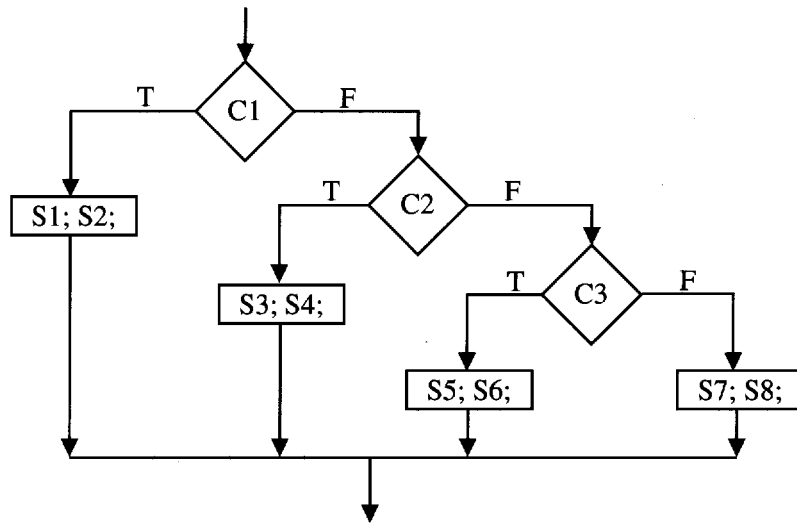 T
C1
F
S1; S2;
T
C2
F
S3; S4;
T
C3
F
S5; S6;
S7; S8;